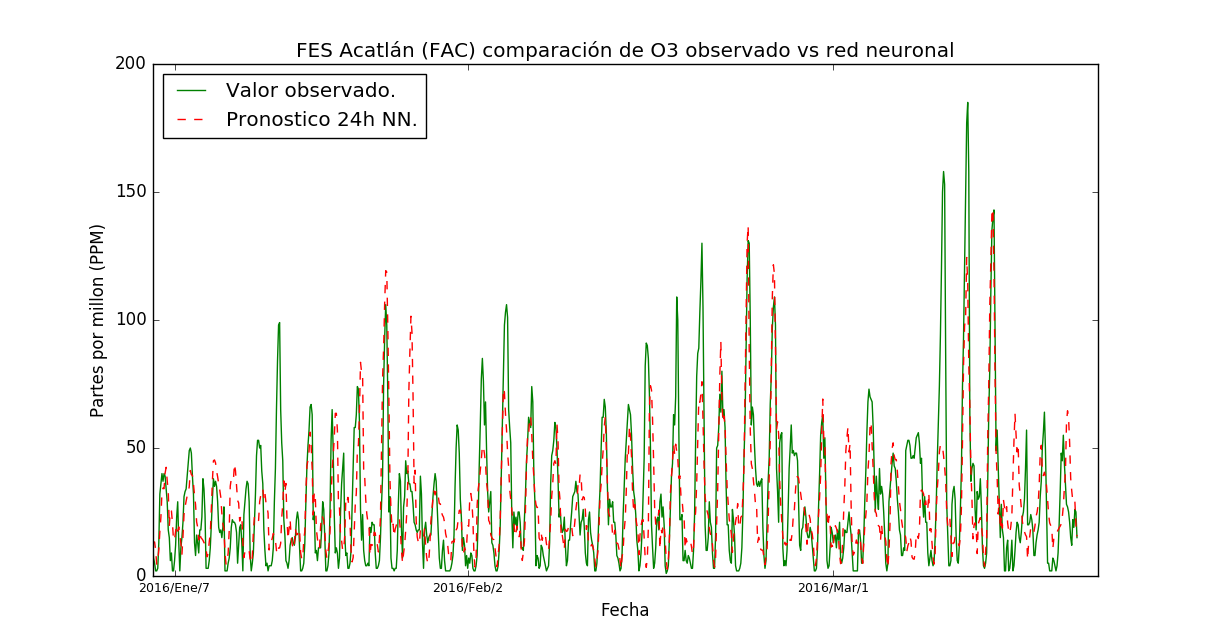 FES Acatlán (FAC) comparación de O3 observado vs red neuronal
200
150
100
50
0
Partes por millon (PPM)
Valor observado.
Pronostico 24h NN.
2016/Ene/7
2016/Feb/2
2016/Mar/1
Fecha